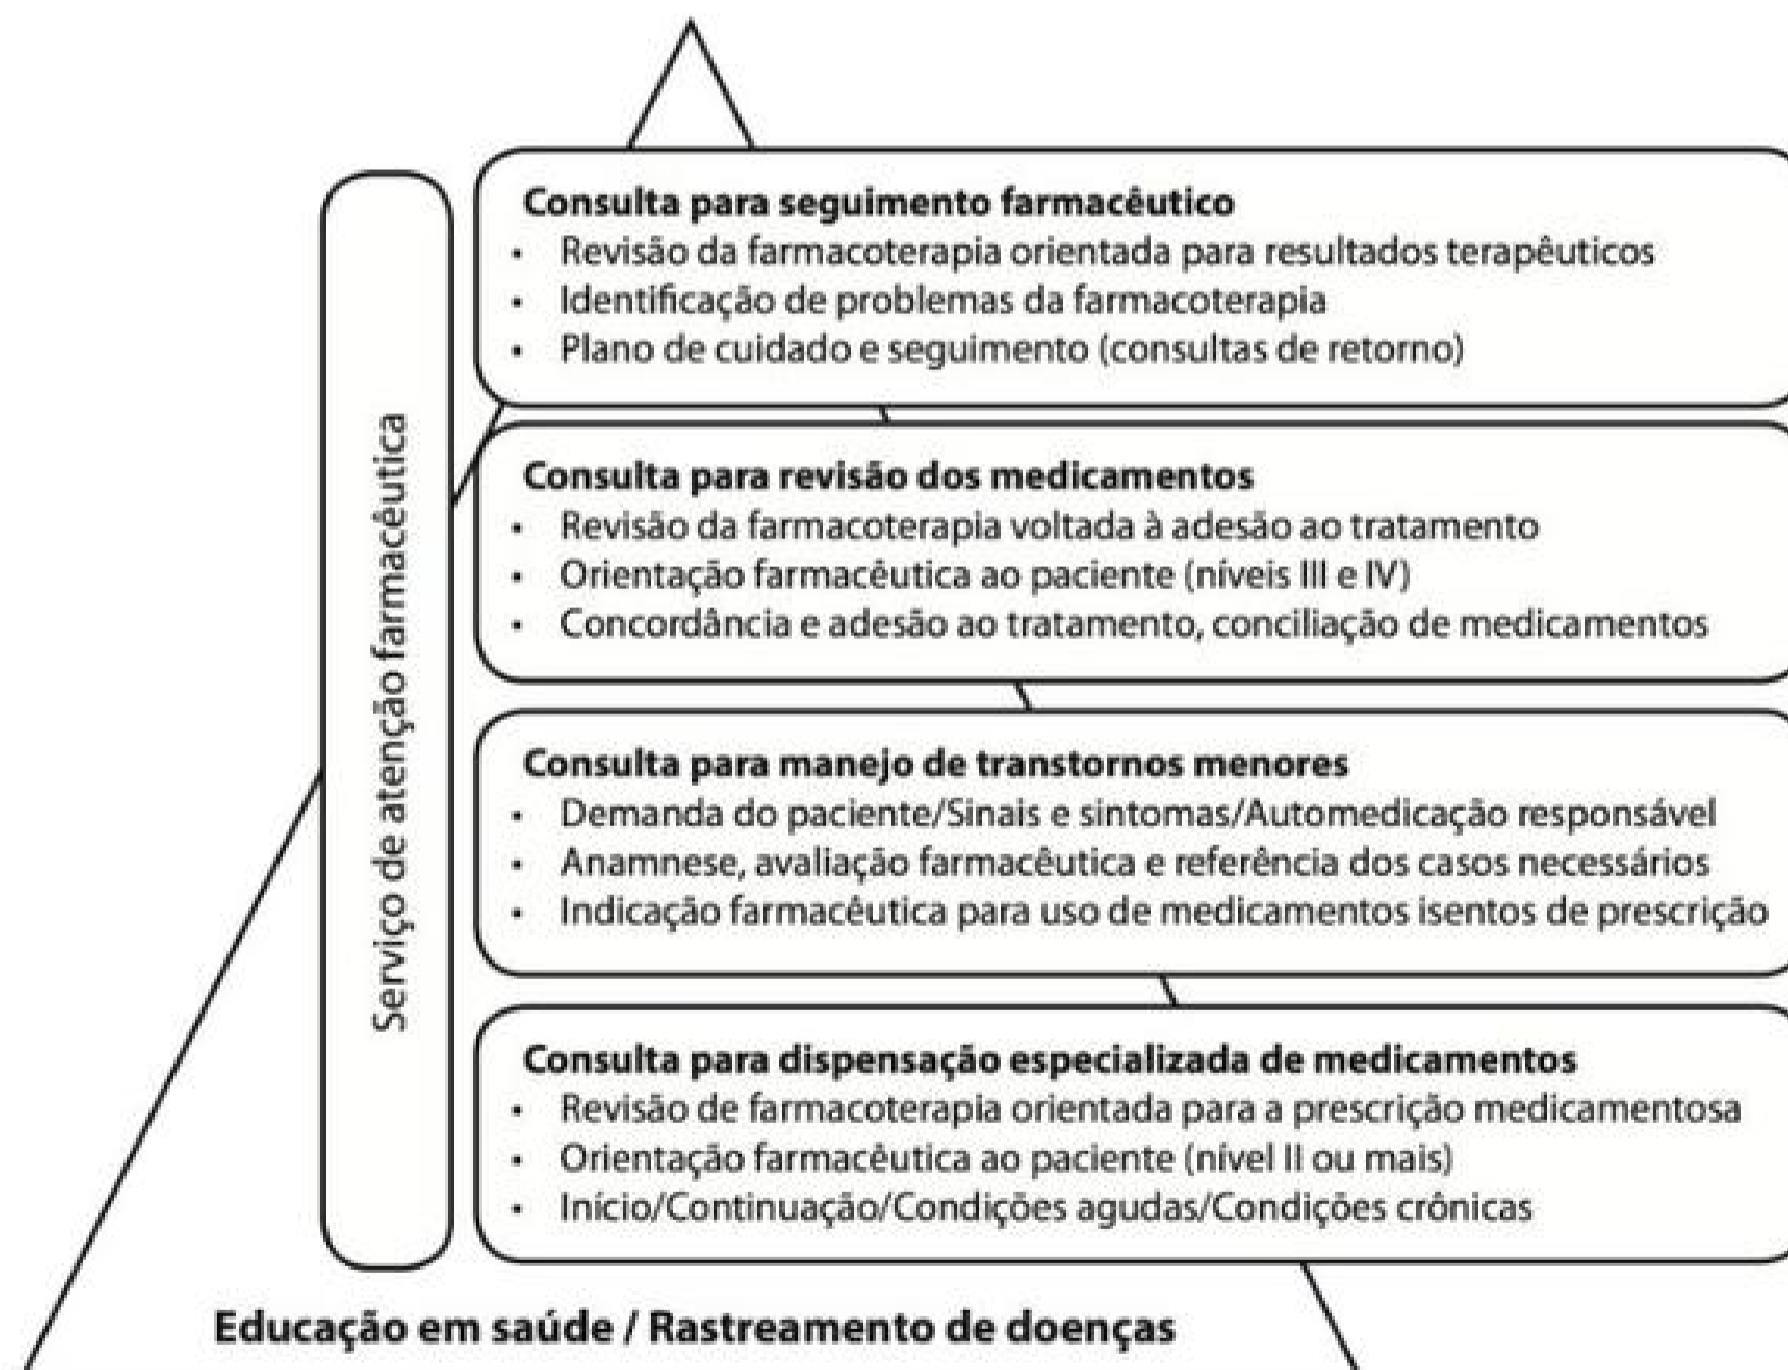 Consulta para seguimento farmacêutico
• Revisão da farmacoterapia orientada para resultados terapêuticos
• Identificação de problemas da farmacoterapia
• Plano de cuidado e seguimento (consultas de retorno)
Consulta para revisão dos medicamentos
• Revisão da farmacoterapia voltada à adesão ao tratamento
• Orientação farmacêutica ao paciente (níveis III e IV)
• Concordância e adesão ao tratamento, conciliação de medicamentos
Consulta para manejo de transtornos menores
• Demanda do paciente/Sinais e sintomas/Automedicação responsável
• Anamnese, avaliação farmacêutica e referência dos casos necessários
• Indicação farmacêutica para uso de medicamentos isentos de prescrição
Consulta para dispensação especializada de medicamentos
• Revisão de farmacoterapia orientada para a prescrição medicamentosa
• Orientação farmacêutica ao paciente (nível II ou mais)
• Início/Continuação/Condições agudas/Condições crônicas
Serviço de atenção farmacêutica
Educação em saúde / Rastreamento de doenças